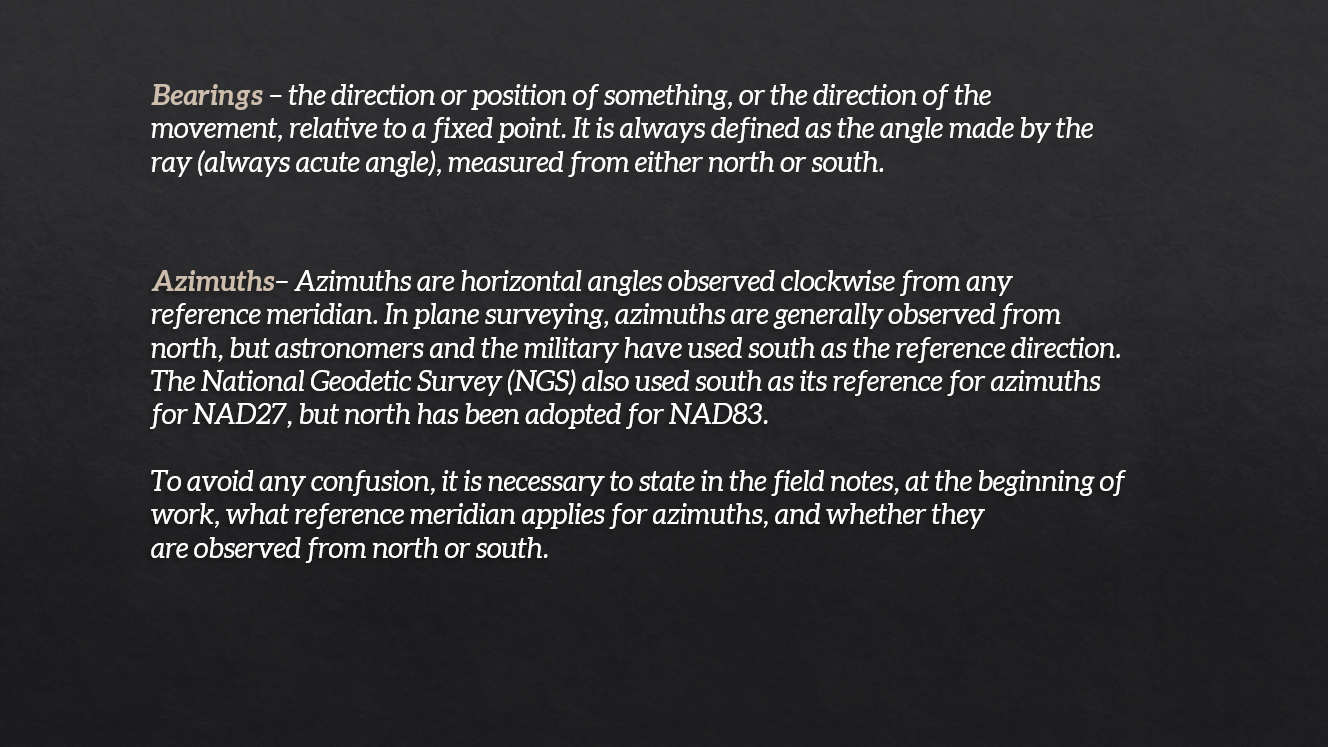 Bearings – the direction or position of something, or the direction of the
movement, relative to a fixed point. It is always defined as the angle made by the
ray (always acute angle), measured from either north or south.
Azimuths– Azimuths are horizontal angles observed clockwise from any
reference meridian. In plane surveying, azimuths are generally observed from
north, but astronomers and the military have used south as the reference direction.
The National Geodetic Survey (NGS) also used south as its reference for azimuths
for NAD27, but north has been adopted for NAD83.
To avoid any confusion, it is necessary to state in the field notes, at the beginning of
work, what reference meridian applies for azimuths, and whether they
are observed from north or south.